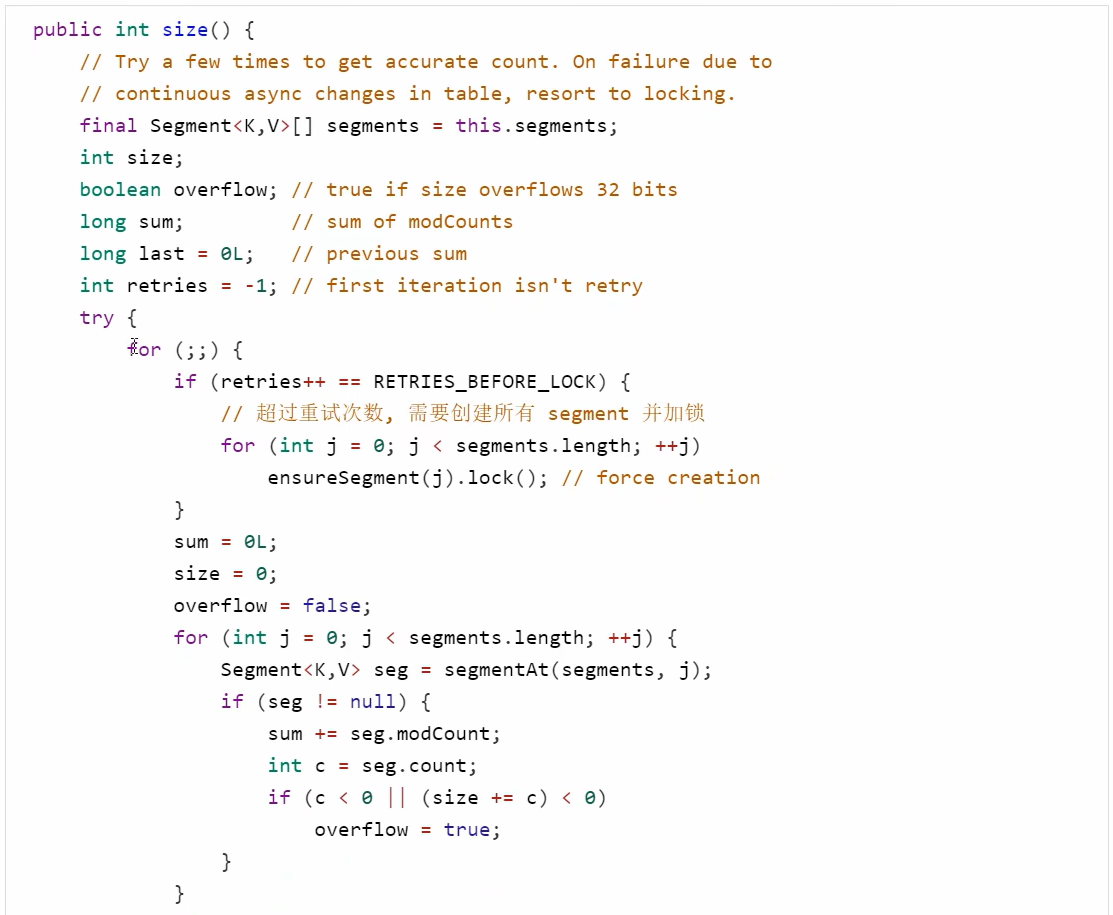 public int size() {
    // Try a few times to get accurate count. On failure due to
    // continuous async changes in table, resort to locking.
    final Segment<K,V>[] segments = this.segments;
    int size;
    boolean overflow; // true if size overflows 32 bits
    long sum;         // sum of modCounts
    long last = 0L;   // previous sum
    int retries = -1; // first iteration isn't retry
    try {
        for (;;) {
            if (retries++ == RETRIES_BEFORE_LOCK) {
                // 超过重试次数, 需要创建所有 segment 并加锁
                for (int j = 0; j < segments.length; ++j)
                    ensureSegment(j).lock(); // force creation
            }
            sum = 0L;
            size = 0;
            overflow = false;
            for (int j = 0; j < segments.length; ++j) {
                Segment<K,V> seg = segmentAt(segments, j);
                if (seg != null) {
                    sum += seg.modCount;
                    int c = seg.count;
                    if (c < 0 || (size += c) < 0)
                        overflow = true;
                }
            }